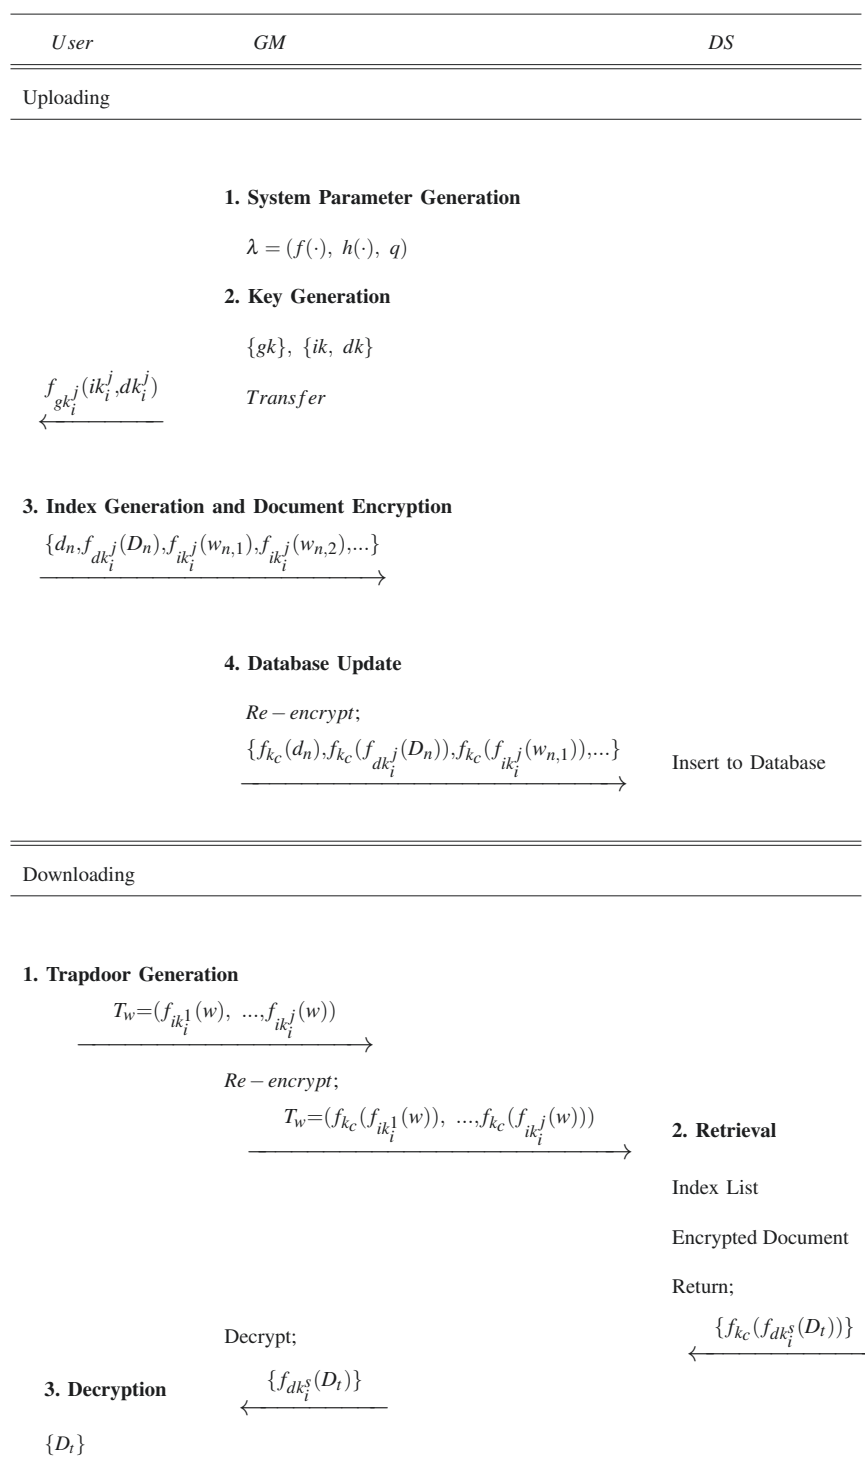 User GM DS
Uploading
1. System Parameter Generation
λ = (f(·), h(·), q)
2. Key Generation
{gk}, {ik, dk}
f_{gk_i^j}(ik_i^j,dk_i^j) Transfer
3. Index Generation and Document Encryption
{d_n,f_{dk_i^j}(D_n),f_{ik_i^j}(w_{n,1}),f_{ik_i^j}(w_{n,2}),...}
4. Database Update
Re − encrypt;
{f_{k_c}(d_n),f_{k_c}(f_{dk_i^j}(D_n)),f_{k_c}(f_{ik_i^j}(w_{n,1})),...} Insert to Database
Downloading
1. Trapdoor Generation
T_w=(f_{ik_i^1}(w), ...,f_{ik_i^j}(w))
Re − encrypt;
T_w=(f_{k_c}(f_{ik_i^1}(w)), ...,f_{k_c}(f_{ik_i^j}(w)))
2. Retrieval
Index List
Encrypted Document
Return;
{f_{k_c}(f_{dk_i^s}(D_t))}
Decrypt;
{f_{dk_i^s}(D_t)}
3. Decryption
{D_t}